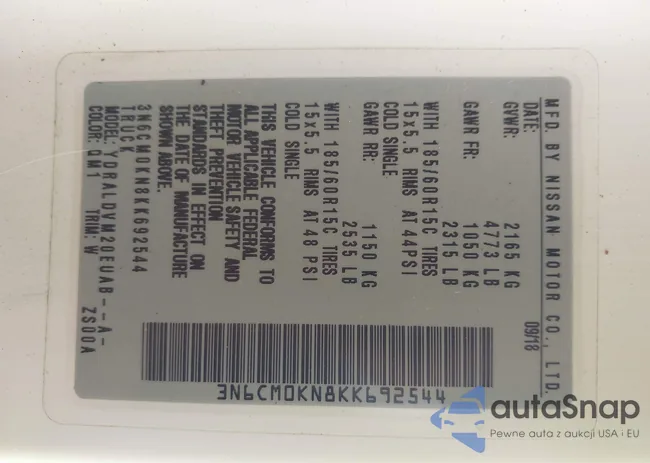 MFD. BY NISSAN MOTOR CO., LTD.
DATE: 09/18
GVWR: 2165 KG
4773 LB
GAWR FR: 1050 KG
2315 LB
WITH 185/60R15C TIRES
15x5.5 RIMS AT 44PSI
COLD SINGLE
GAWR RR: 1150 KG
2535 LB
WITH 185/60R15C TIRES
15x5.5 RIMS AT 48 PSI
COLD SINGLE
THIS VEHICLE CONFORMS TO
ALL APPLICABLE FEDERAL
MOTOR VEHICLE SAFETY AND
THEFT PREVENTION
STANDARDS IN EFFECT ON
THE DATE OF MANUFACTURE
SHOWN ABOVE.
3N6CM0KN8KK692544
TRUCK
MODEL: YDRALDVM20EUAB--A-
COLOR: QM1 TRIM: W ZS00A
3N6CM0KN8KK692544
autaSnap
Pewne auta z aukcji USA i EU